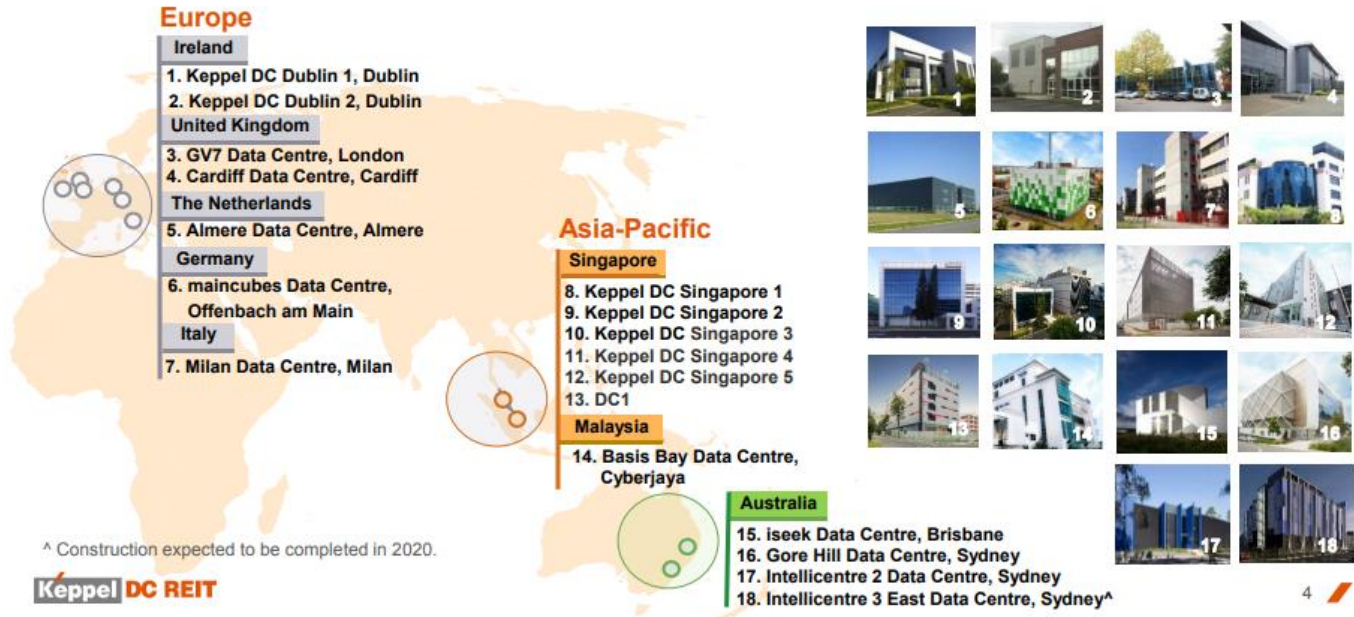 Europe
Ireland
1. Keppel DC Dublin 1, Dublin
2. Keppel DC Dublin 2, Dublin
United Kingdom
3. GV7 Data Centre, London
4. Cardiff Data Centre, Cardiff
The Netherlands
5. Almere Data Centre, Almere
Germany
6. maincubes Data Centre,
Offenbach am Main
Italy
7. Milan Data Centre, Milan
Asia-Pacific
Singapore
8. Keppel DC Singapore 1
9. Keppel DC Singapore 2
10. Keppel DC Singapore 3
11. Keppel DC Singapore 4
12. Keppel DC Singapore 5
13. DC1
Malaysia
14. Basis Bay Data Centre,
Cyberjaya
Australia
15. iseek Data Centre, Brisbane
16. Gore Hill Data Centre, Sydney
17. Intellicentre 2 Data Centre, Sydney
18. Intellicentre 3 East Data Centre, Sydney^
1 2 3 4
5 6 7 8
9 10 11 12
13 14 15 16
17 18
^ Construction expected to be completed in 2020.
Keppel DC REIT
4